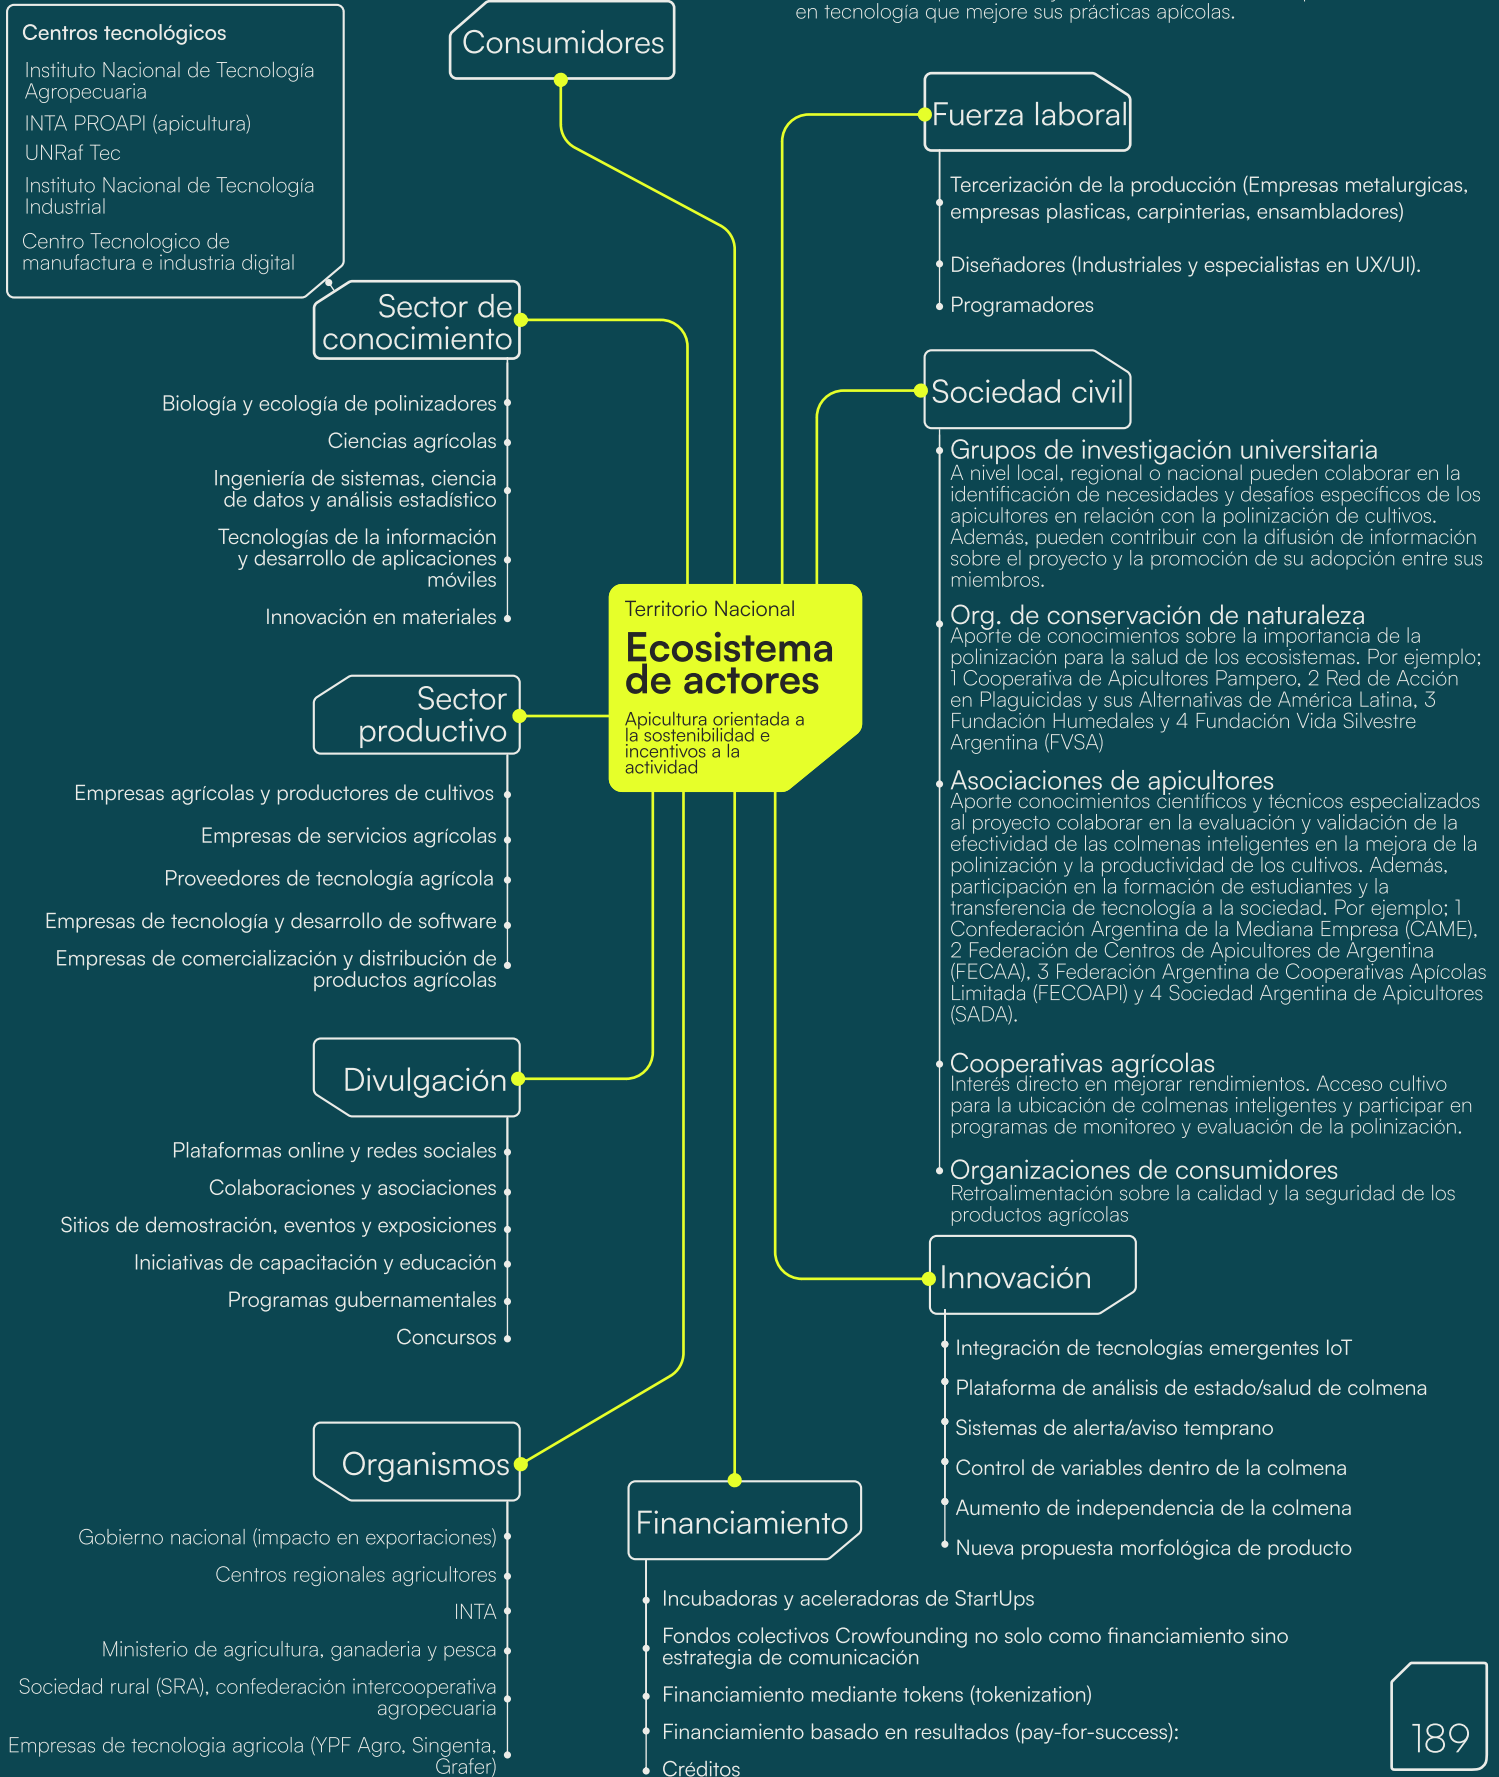 Centros tecnológicos
Instituto Nacional de Tecnología
Agropecuaria
INTA PROAPI (apicultura)
UNRaf Tec
Instituto Nacional de Tecnología
Industrial
Centro Tecnologico de
manufactura e industria digital
Consumidores
en tecnología que mejore sus prácticas apícolas.
Fuerza laboral
Tercerización de la producción (Empresas metalurgicas,
empresas plasticas, carpinterias, ensambladores)
Diseñadores (Industriales y especialistas en UX/UI).
Programadores
Sector de
conocimiento
Biología y ecología de polinizadores
Ciencias agrícolas
Ingeniería de sistemas, ciencia
de datos y análisis estadístico
Tecnologías de la información
y desarrollo de aplicaciones
móviles
Innovación en materiales
Sociedad civil
Grupos de investigación universitaria
A nivel local, regional o nacional pueden colaborar en la
identificación de necesidades y desafíos específicos de los
apicultores en relación con la polinización de cultivos.
Además, pueden contribuir con la difusión de información
sobre el proyecto y la promoción de su adopción entre sus
miembros.
Org. de conservación de naturaleza
Aporte de conocimientos sobre la importancia de la
polinización para la salud de los ecosistemas. Por ejemplo;
1 Cooperativa de Apicultores Pampero, 2 Red de Acción
en Plaguicidas y sus Alternativas de América Latina, 3
Fundación Humedales y 4 Fundación Vida Silvestre
Argentina (FVSA)
Asociaciones de apicultores
Aporte conocimientos científicos y técnicos especializados
al proyecto colaborar en la evaluación y validación de la
efectividad de las colmenas inteligentes en la mejora de la
polinización y la productividad de los cultivos. Además,
participación en la formación de estudiantes y la
transferencia de tecnología a la sociedad. Por ejemplo; 1
Confederación Argentina de la Mediana Empresa (CAME),
2 Federación de Centros de Apicultores de Argentina
(FECAA), 3 Federación Argentina de Cooperativas Apícolas
Limitada (FECOAPI) y 4 Sociedad Argentina de Apicultores
(SADA).
Cooperativas agrícolas
Interés directo en mejorar rendimientos. Acceso cultivo
para la ubicación de colmenas inteligentes y participar en
programas de monitoreo y evaluación de la polinización.
Organizaciones de consumidores
Retroalimentación sobre la calidad y la seguridad de los
productos agrícolas
Territorio Nacional
Ecosistema
de actores
Apicultura orientada a
la sostenibilidad e
incentivos a la
actividad
Sector
productivo
Empresas agrícolas y productores de cultivos
Empresas de servicios agrícolas
Proveedores de tecnología agrícola
Empresas de tecnología y desarrollo de software
Empresas de comercialización y distribución de
productos agrícolas
Divulgación
Plataformas online y redes sociales
Colaboraciones y asociaciones
Sitios de demostración, eventos y exposiciones
Iniciativas de capacitación y educación
Programas gubernamentales
Concursos
Innovación
Integración de tecnologías emergentes IoT
Plataforma de análisis de estado/salud de colmena
Sistemas de alerta/aviso temprano
Control de variables dentro de la colmena
Aumento de independencia de la colmena
Nueva propuesta morfológica de producto
Organismos
Gobierno nacional (impacto en exportaciones)
Centros regionales agricultores
INTA
Ministerio de agricultura, ganaderia y pesca
Sociedad rural (SRA), confederación intercooperativa
agropecuaria
Empresas de tecnologia agricola (YPF Agro, Singenta,
Grafer)
Financiamiento
Incubadoras y aceleradoras de StartUps
Fondos colectivos Crowfounding no solo como financiamiento sino
estrategia de comunicación
Financiamiento mediante tokens (tokenization)
Financiamiento basado en resultados (pay-for-success):
Créditos
189